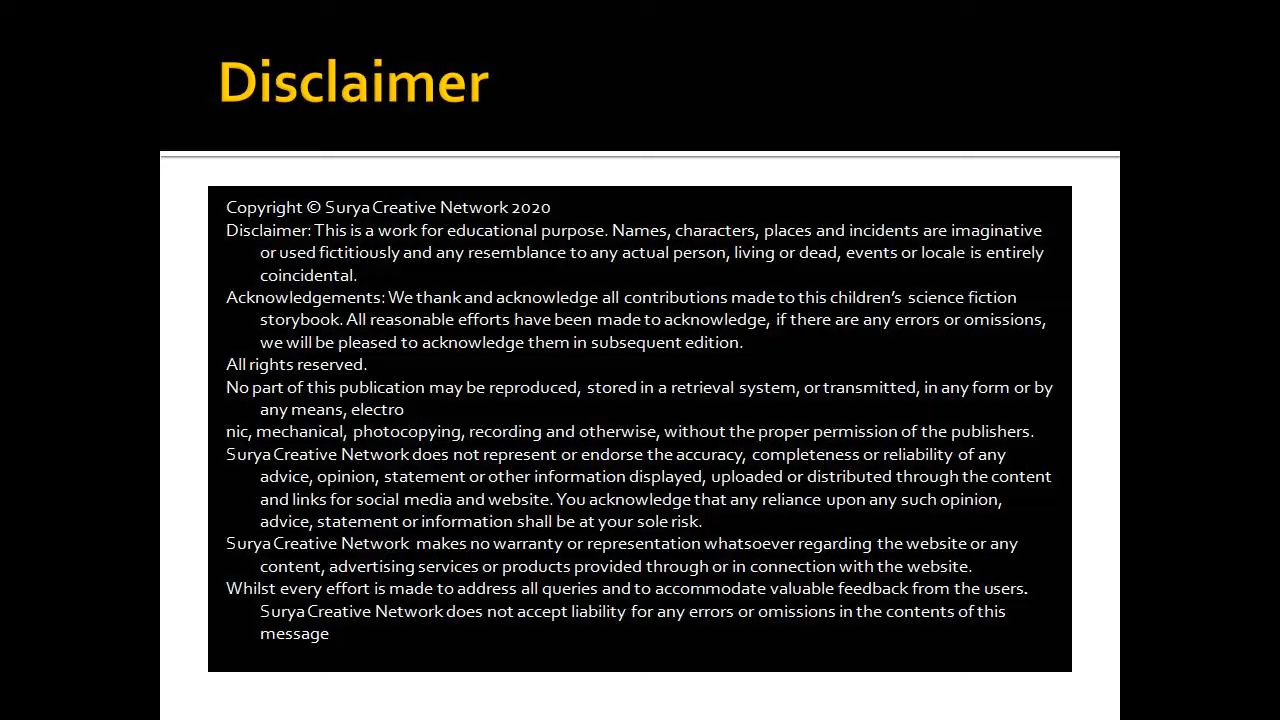 Disclaimer
Copyright © Surya Creative Network 2020
Disclaimer: This is a work for educational purpose. Names, characters, places and incidents are imaginative
or used fictitiously and any resemblance to any actual person, living or dead, events or locale is entirely
coincidental.
Acknowledgements: We thank and acknowledge all contributions made to this children’s science fiction
storybook. All reasonable efforts have been made to acknowledge, if there are any errors or omissions,
we will be pleased to acknowledge them in subsequent edition.
All rights reserved.
No part of this publication may be reproduced, stored in a retrieval system, or transmitted, in any form or by
any means, electro
nic, mechanical, photocopying, recording and otherwise, without the proper permission of the publishers.
Surya Creative Network does not represent or endorse the accuracy, completeness or reliability of any
advice, opinion, statement or other information displayed, uploaded or distributed through the content
and links for social media and website. You acknowledge that any reliance upon any such opinion,
advice, statement or information shall be at your sole risk.
Surya Creative Network makes no warranty or representation whatsoever regarding the website or any
content, advertising services or products provided through or in connection with the website.
Whilst every effort is made to address all queries and to accommodate valuable feedback from the users.
Surya Creative Network does not accept liability for any errors or omissions in the contents of this
message